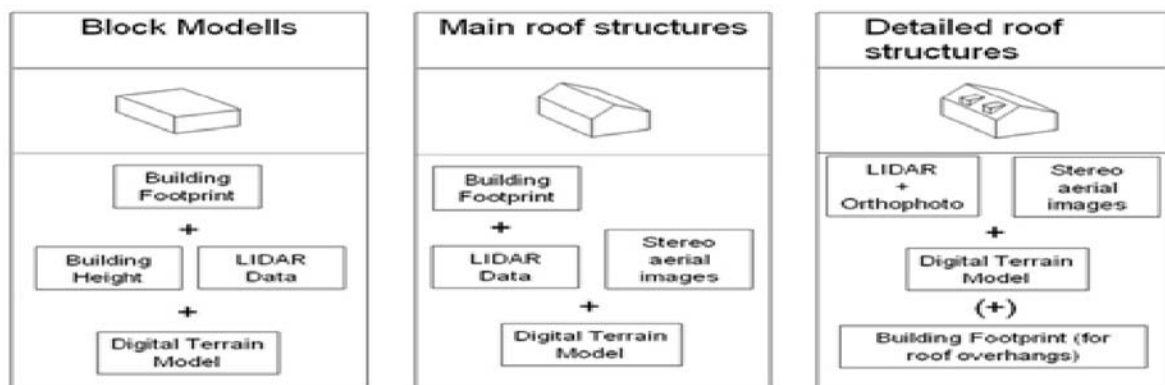 Block Modells
Building
Footprint
+
Building
Height
LIDAR
Data
+
Digital Terrain
Model
Main roof structures
Building
Footprint
+
LIDAR
Data
Stereo
aerial
images
+
Digital Terrain
Model
Detailed roof
structures
LIDAR
+
Orthophoto
Stereo
aerial
images
+
Digital Terrain
Model
(+)
Building Footprint (for
roof overhangs)